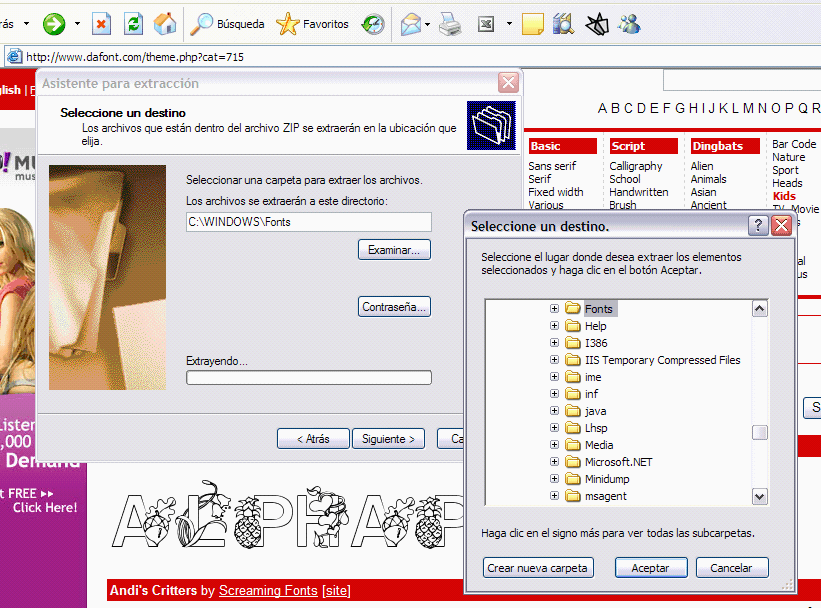 rás
Búsqueda
Favoritos
http://www.dafont.com/theme.php?cat=715
glish | F
Asistente para extracción
Seleccione un destino
Los archivos que están dentro del archivo ZIP se extraerán en la ubicación que
elija.
Seleccionar una carpeta para extraer los archivos.
Los archivos se extraerán a este directorio:
C:\WINDOWS\Fonts
Examinar...
Contraseña...
Extrayendo...
< Atrás
Siguiente >
Ca
! MU
mus
A B C D E F G H I J K L M N O P Q R
Basic
Sans serif
Serif
Fixed width
Various
Script
Calligraphy
School
Handwritten
Brush
Dingbats
Alien
Animals
Asian
Ancient
Bar Code
Nature
Sport
Heads
Kids
TV, Movie
s
al
us
S
Seleccione un destino.
Seleccione el lugar donde desea extraer los elementos
seleccionados y haga clic en el botón Aceptar.
Fonts
Help
I386
IIS Temporary Compressed Files
ime
inf
java
Lhsp
Media
Microsoft.NET
Minidump
msagent
Haga clic en el signo más para ver todas las subcarpetas.
Crear nueva carpeta
Aceptar
Cancelar
Listen
,000
Demand
t FREE ▸▸
Click Here!
ALPHAP
Andi's Critters by Screaming Fonts [site]